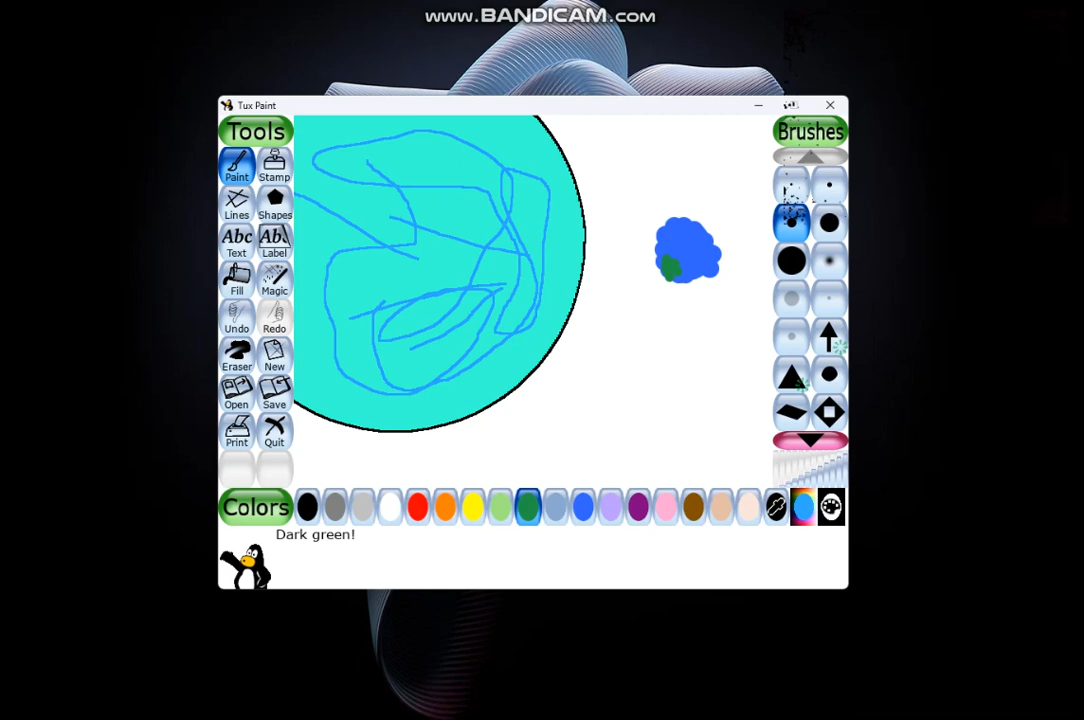 WWW.BANDICAM.COM
Tux Paint
Tools
Brushes
Paint
Stamp
Lines
Shapes
Abc
Text
Abc
Label
Fill
Magic
Undo
Redo
Eraser
New
Open
Save
Print
Quit
Colors
Dark green!